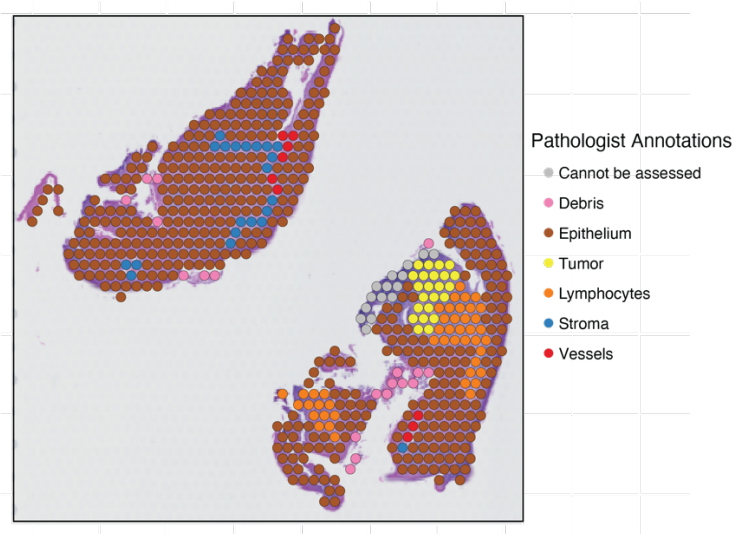 Pathologist Annotations
Cannot be assessed
Debris
Epithelium
Tumor
Lymphocytes
Stroma
Vessels